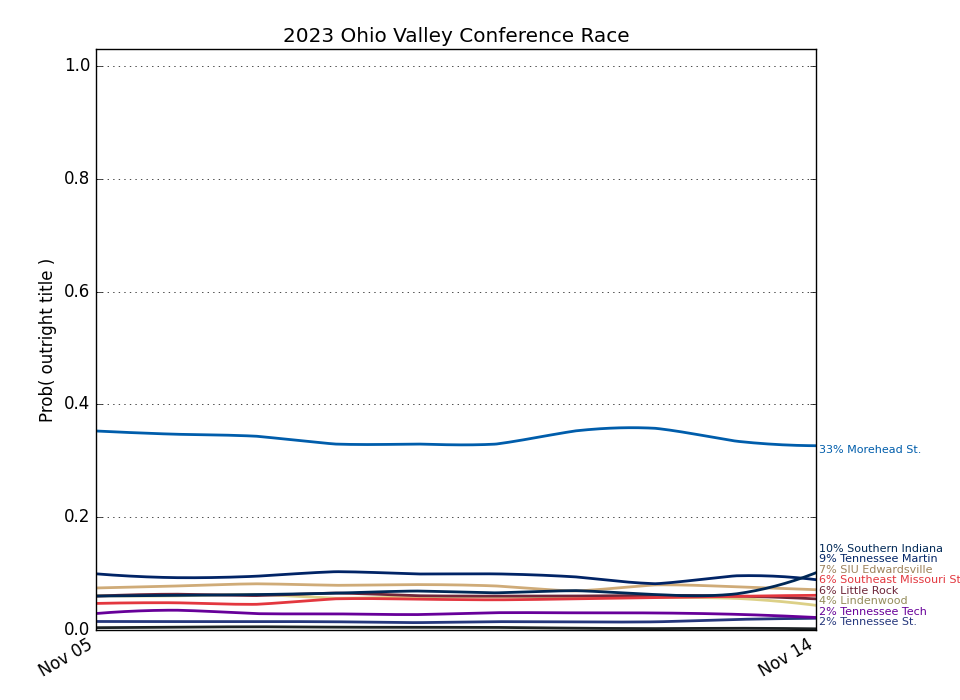 2023 Ohio Valley Conference Race
1.0
0.8
0.6
0.4
0.2
0.0
Prob( outright title )
33% Morehead St.
10% Southern Indiana
9% Tennessee Martin
7% SIU Edwardsville
6% Southeast Missouri St
6% Little Rock
4% Lindenwood
2% Tennessee Tech
2% Tennessee St.
Nov 05
Nov 14